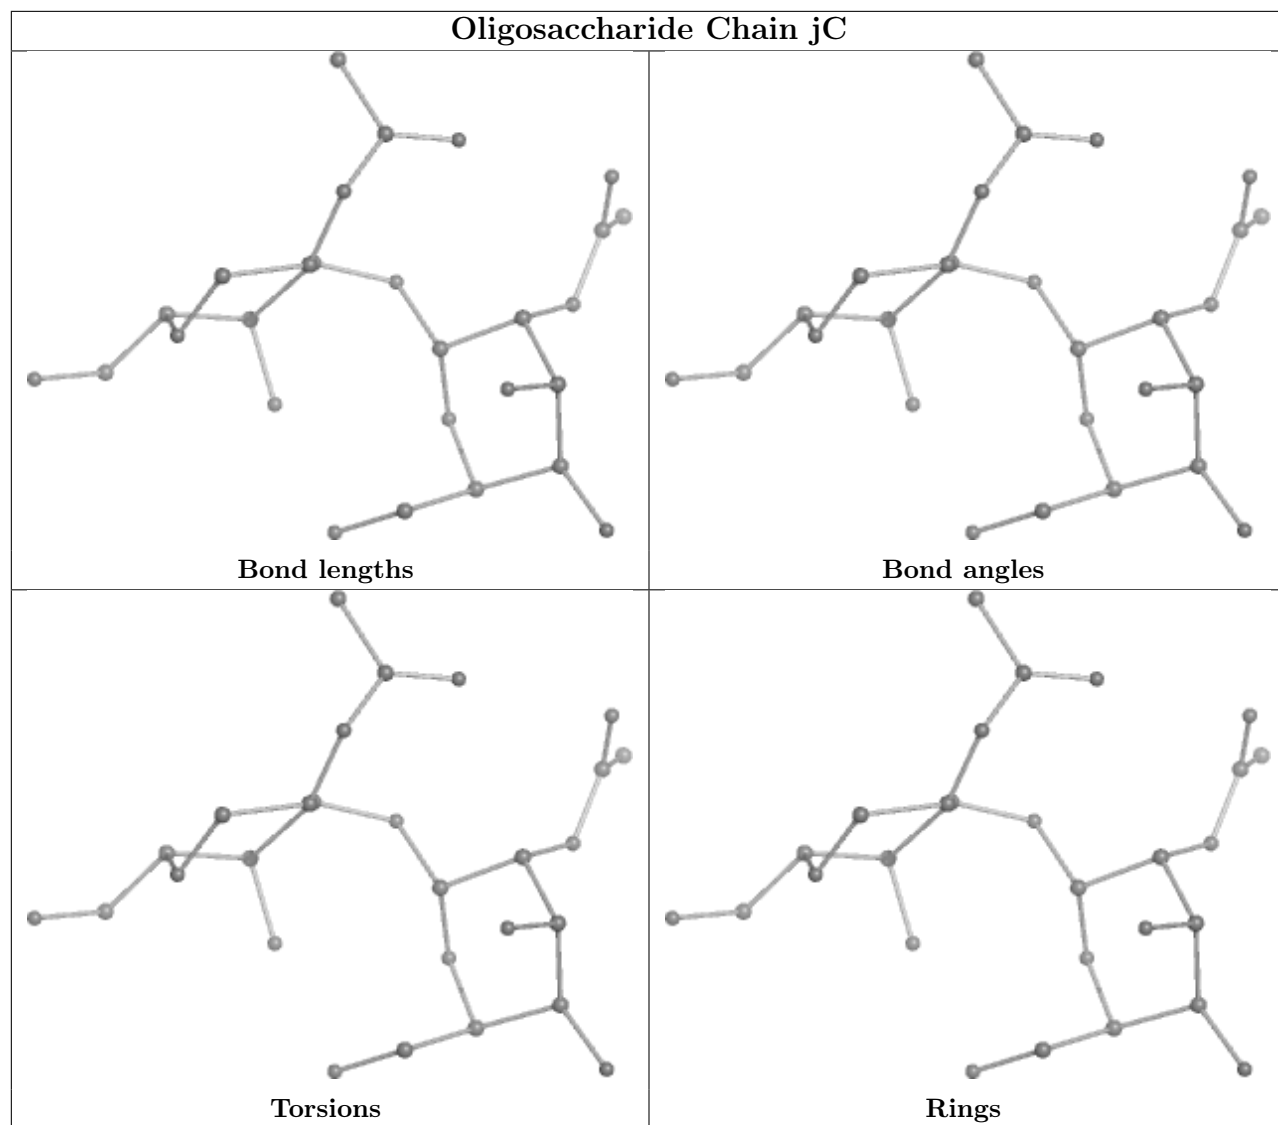 Oligosaccharide Chain jC
Bond lengths
Bond angles
Torsions
Rings